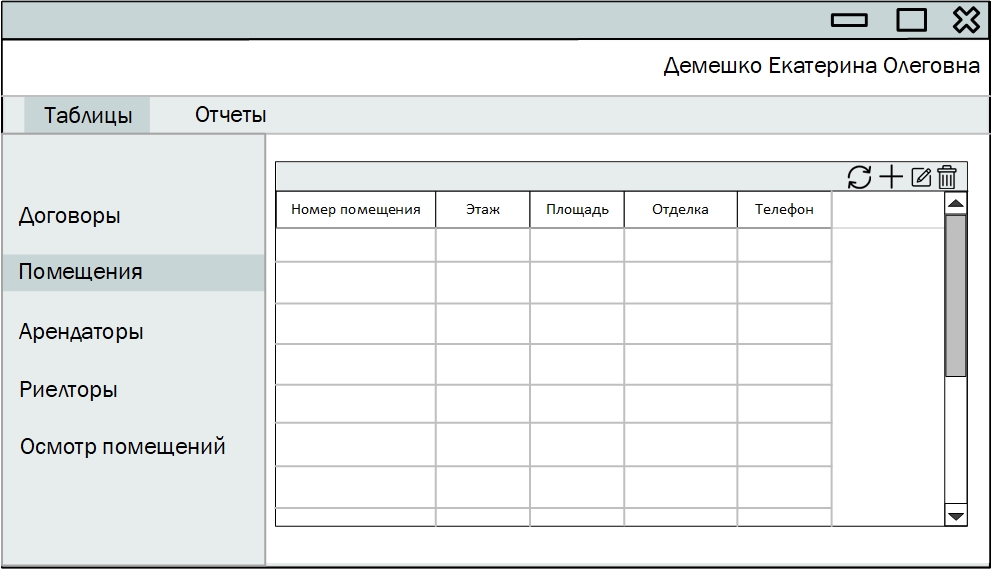 Демешко Екатерина Олеговна
Таблицы Отчеты
Договоры
Помещения
Арендаторы
Риелторы
Осмотр помещений
Номер помещения Этаж Площадь Отделка Телефон